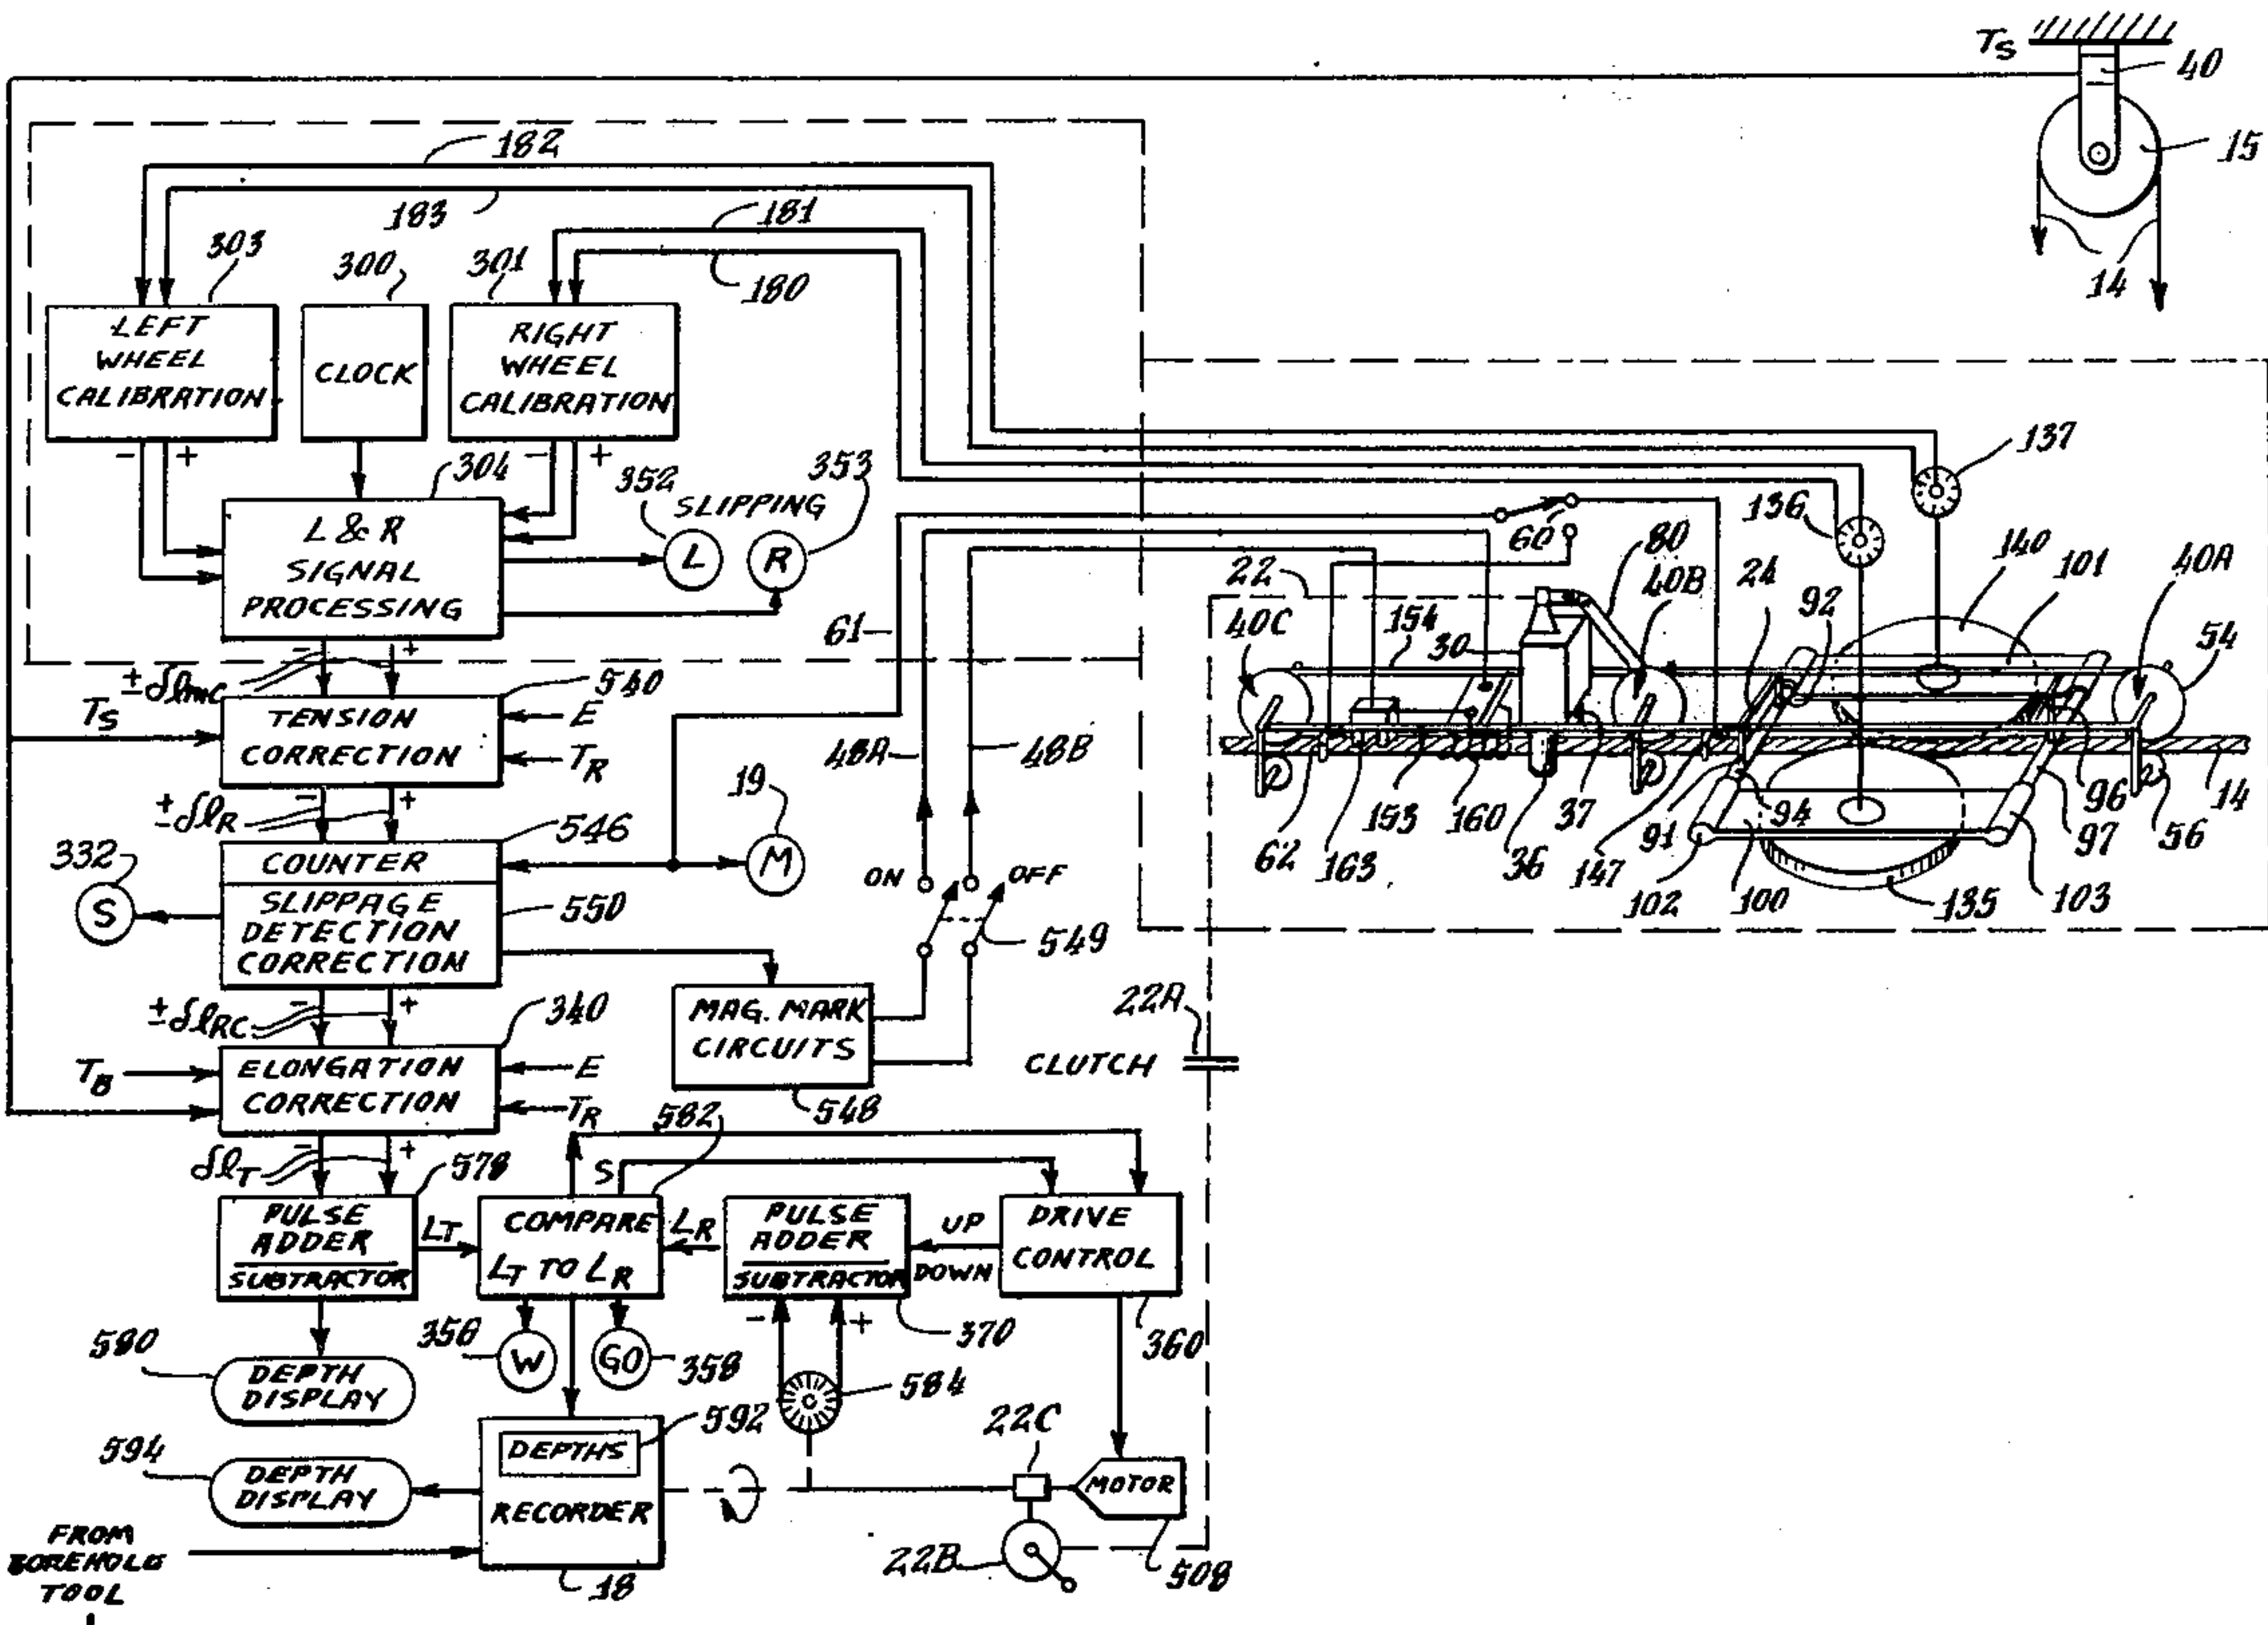 Ts
40
15
14
182
183
181
180
303
300
301
LEFT
WHEEL
CALIBRATION
CLOCK
RIGHT
WHEEL
CALIBRATION
- +
- +
304
352
SLIPPING
353
L & R
SIGNAL
PROCESSING
L
R
137
136
60
80
140
101
40A
22
40B
24
92
54
40C
154
30
61
- +
±δlmc
540
TS
TENSION
CORRECTION
E
TR
48A
48B
19
62
163
153
160
36
37
147
91
94
102
100
135
103
97
96
56
14
- +
±δlR
546
332
COUNTER
M
ON
OFF
S
SLIPPAGE
DETECTION
CORRECTION
550
549
- +
±δlRC
340
MAG. MARK
CIRCUITS
548
22A
CLUTCH
TB
ELONGATION
CORRECTION
E
TR
582
- +
δlT
578
S
PULSE
ADDER
SUBTRACTOR
LT
COMPARE
LT TO LR
LR
PULSE
ADDER
SUBTRACTOR
UP
DOWN
DRIVE
CONTROL
- +
356
W
GO
358
370
360
580
DEPTH
DISPLAY
584
592
22C
594
DEPTH
DISPLAY
DEPTHS
RECORDER
MOTOR
FROM
BOREHOLE
TOOL
18
22B
508